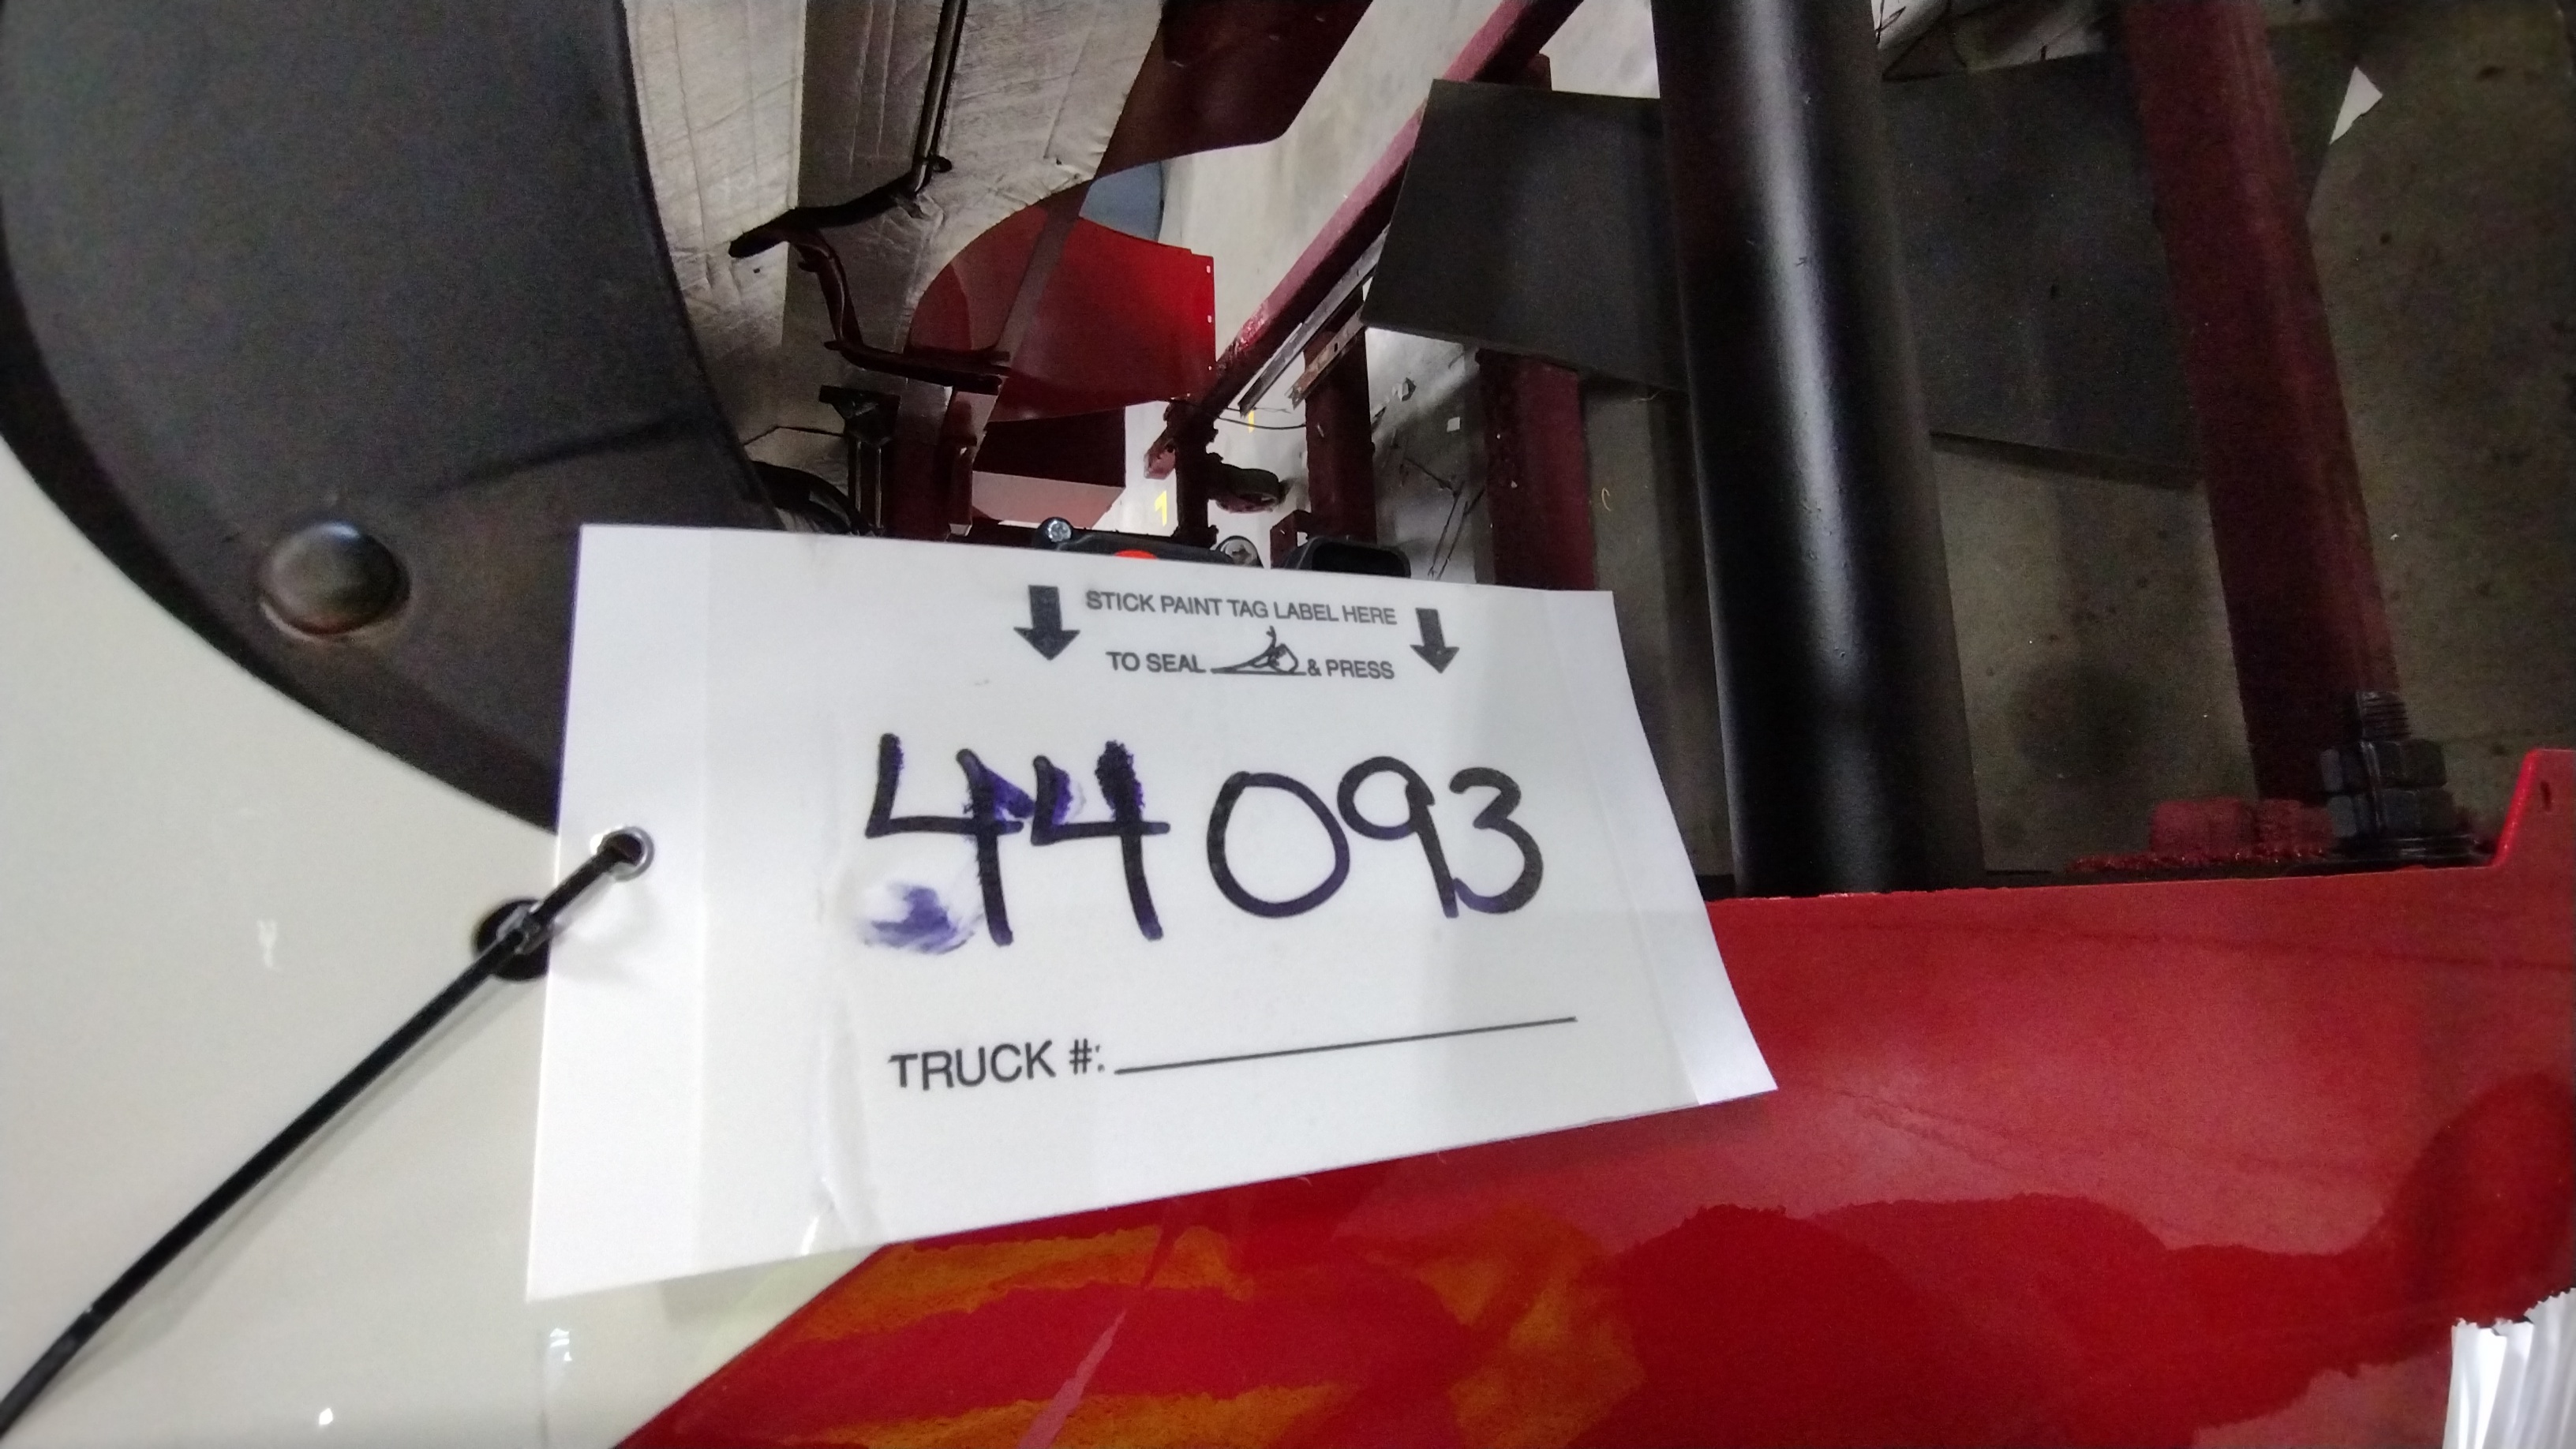 STICK PAINT TAG LABEL HERE
TO SEAL & PRESS
44093
TRUCK #: